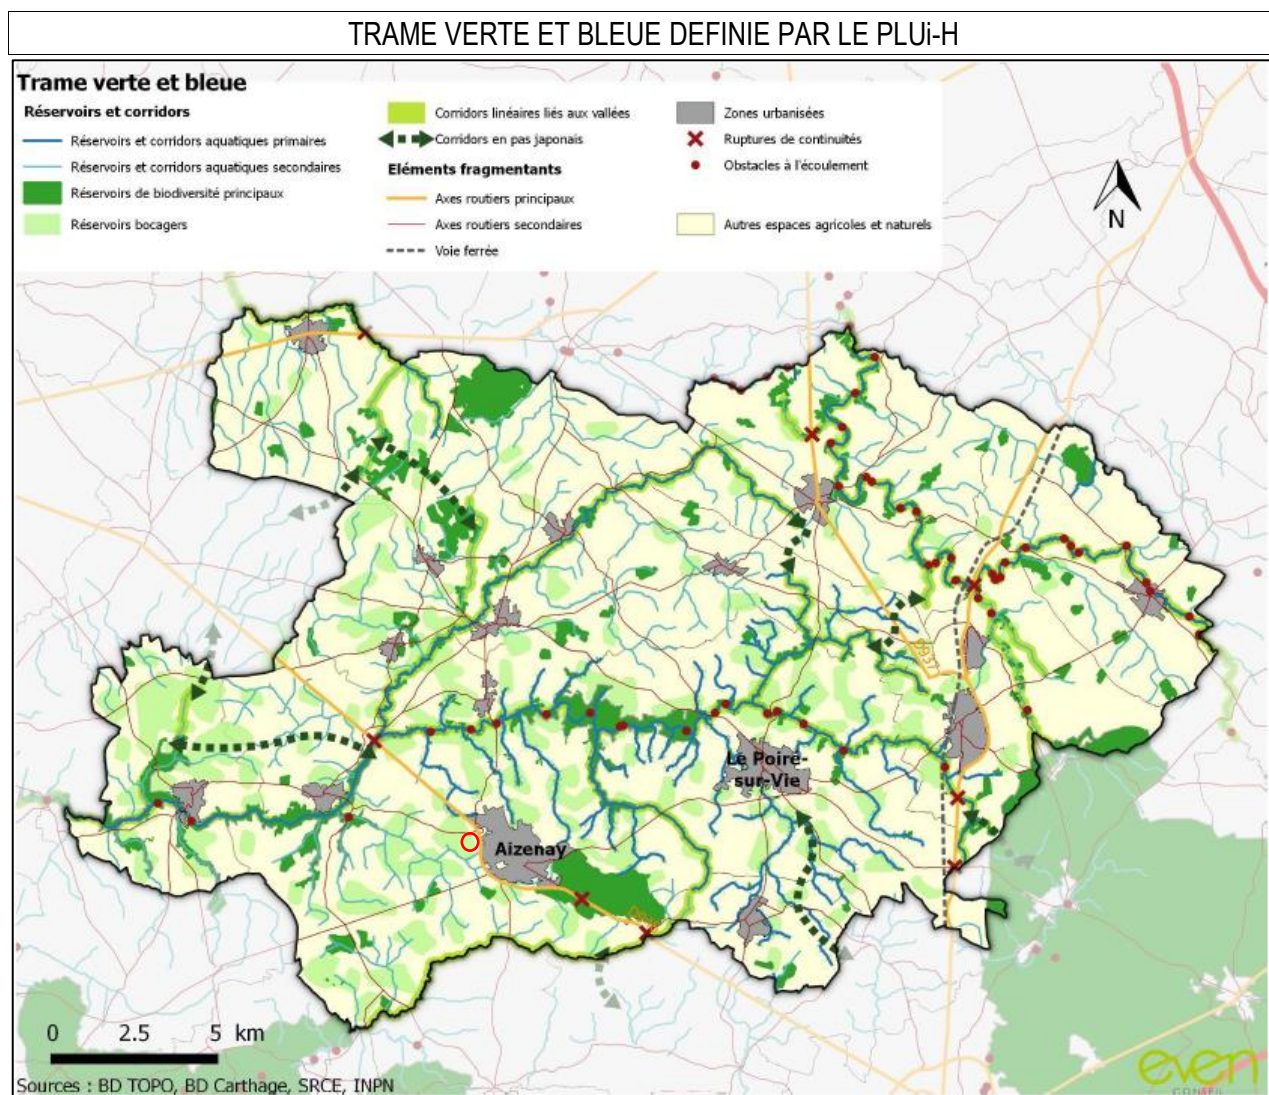 TRAME VERTE ET BLEUE DEFINIE PAR LE PLUi-H
Trame verte et bleue
Réservoirs et corridors
Réservoirs et corridors aquatiques primaires
Réservoirs et corridors aquatiques secondaires
Réservoirs de biodiversité principaux
Réservoirs bocagers
Corridors linéaires liés aux vallées
Corridors en pas japonais
Eléments fragmentants
Axes routiers principaux
Axes routiers secondaires
Voie ferrée
Zones urbanisées
Ruptures de continuités
Obstacles à l'écoulement
Autres espaces agricoles et naturels
N
D937
Le Poiré-
sur-Vie
Aizenay
0 2.5 5 km
Sources : BD TOPO, BD Carthage, SRCE, INPN
even
CONSEIL